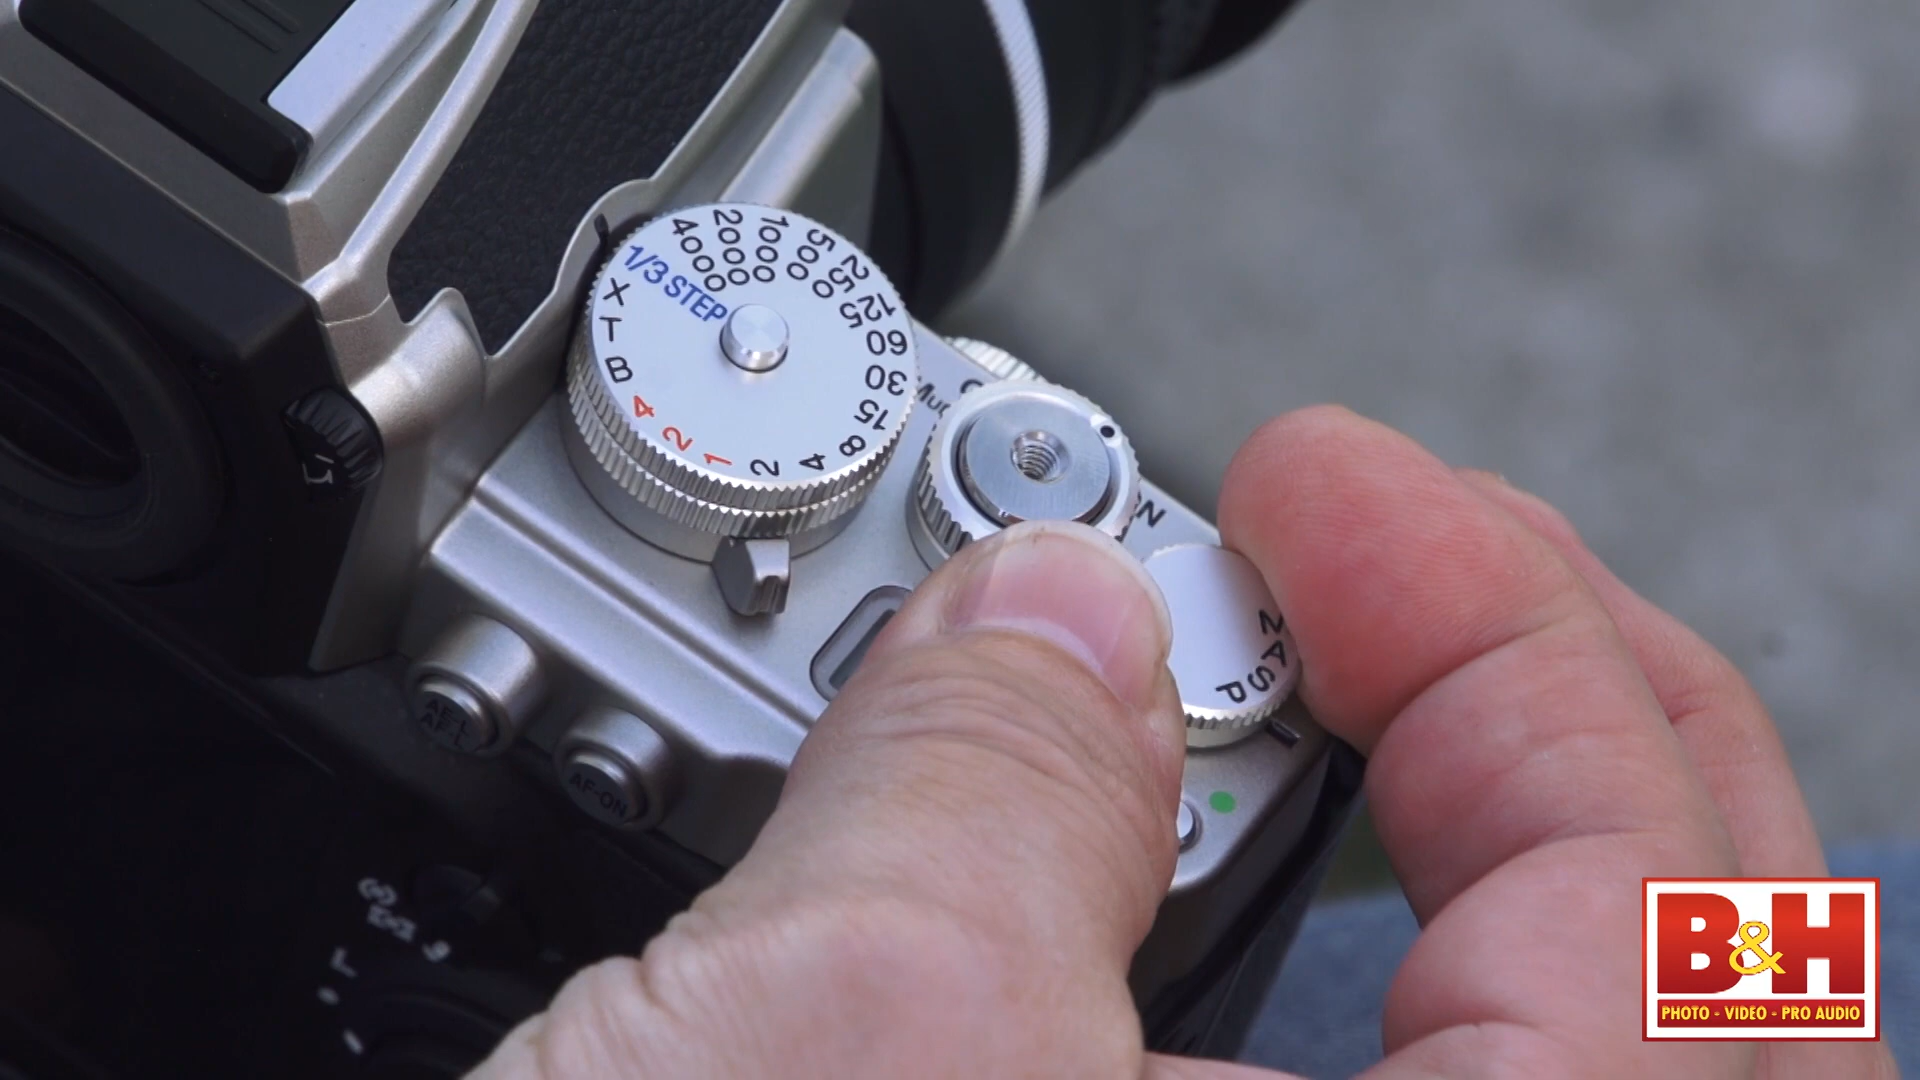 4000
2000
1000
500
250
125
60
30
15
8
4
2
1
2
4
B
T
X
1/3 STEP
N
M
A
S
P
AE-L
AF-L
AF-ON
B&H
PHOTO - VIDEO - PRO AUDIO